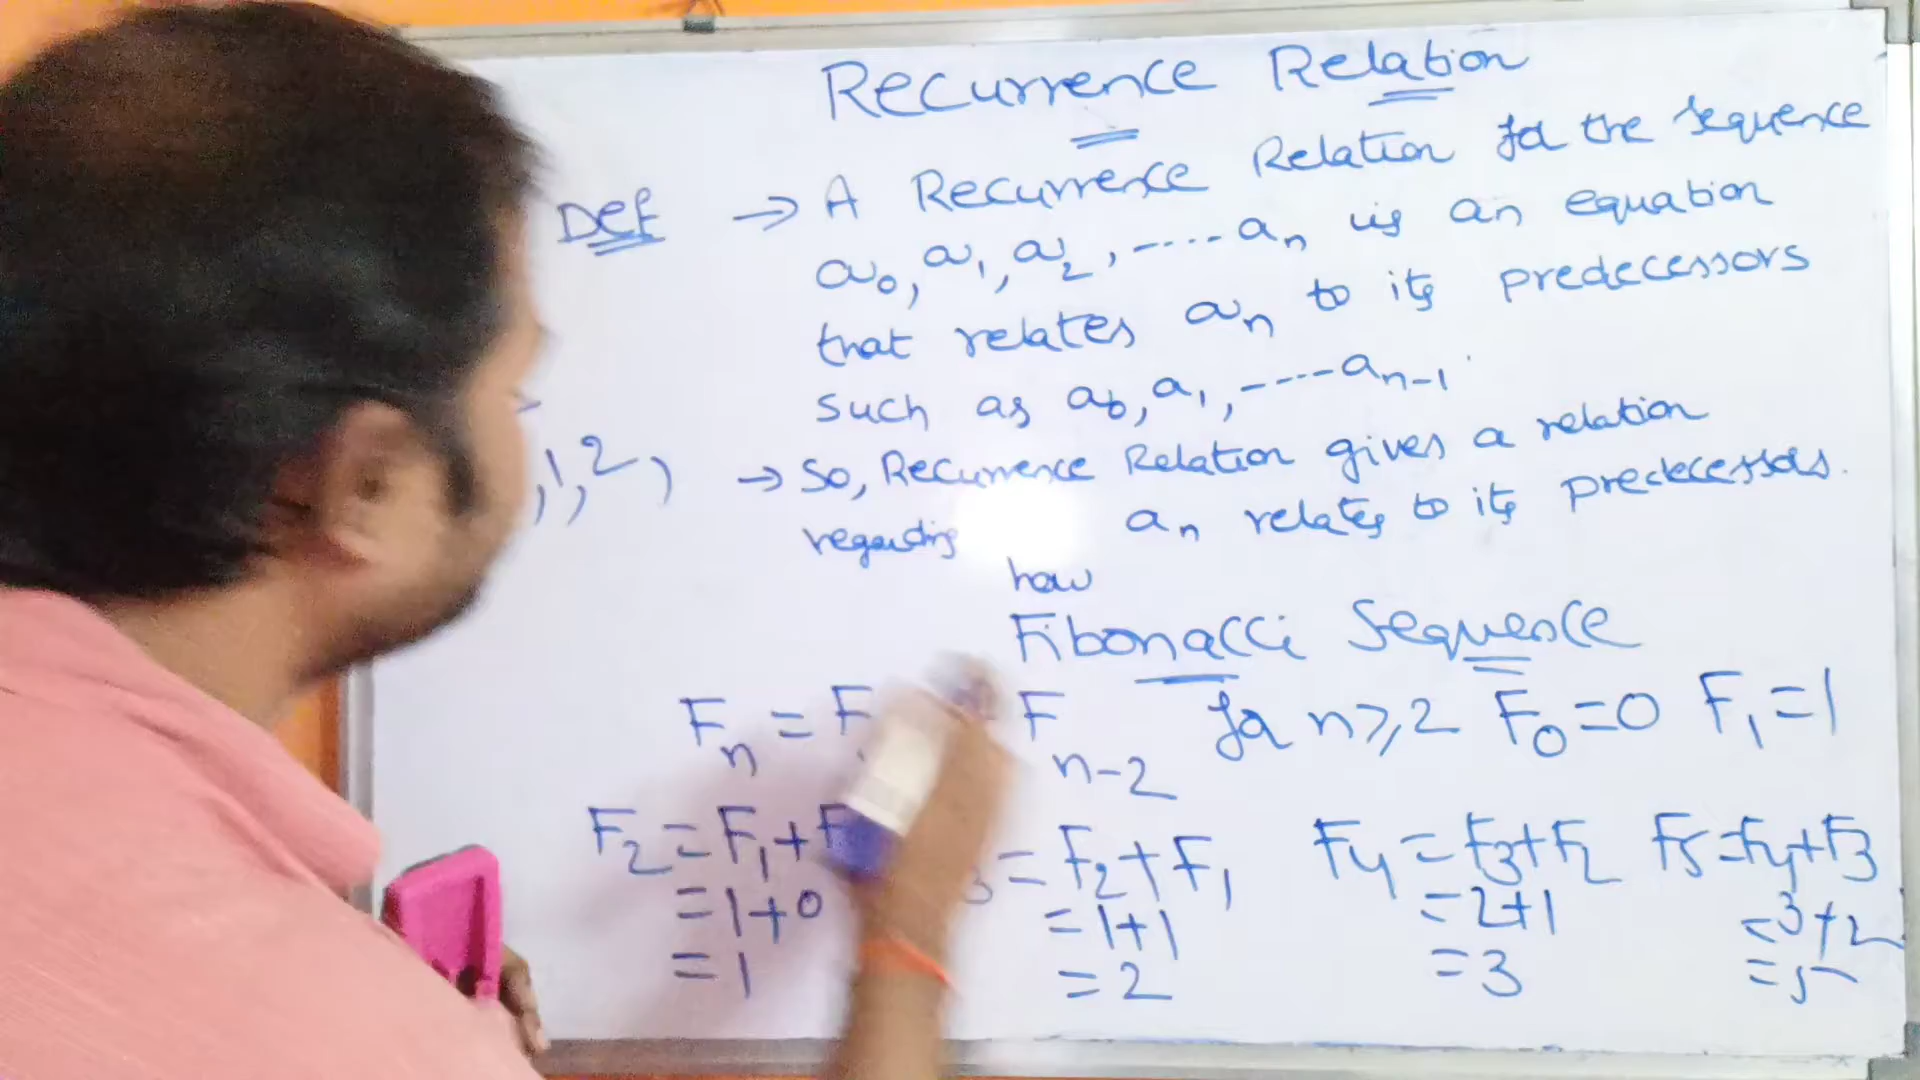 Recurrence Relation
Def → A Recurrence Relation for the sequence
a0, a1, a2, ----- an is an equation
that relates an to its predecessors
such as a0, a1, ---- an-1
, 1, 2,
→ So, Recurrence Relation gives a relation
regarding an relates to its predecessors.
how
Fibonacci Sequence
Fn = F Fn-2 for n≥2 F0=0 F1=1
F2 = F1+F 3 = F2+F1 F4=F3+F2 F5=F4+F3
=1+0 =1+1 =2+1 =3+2
=1 =2 =3 =5